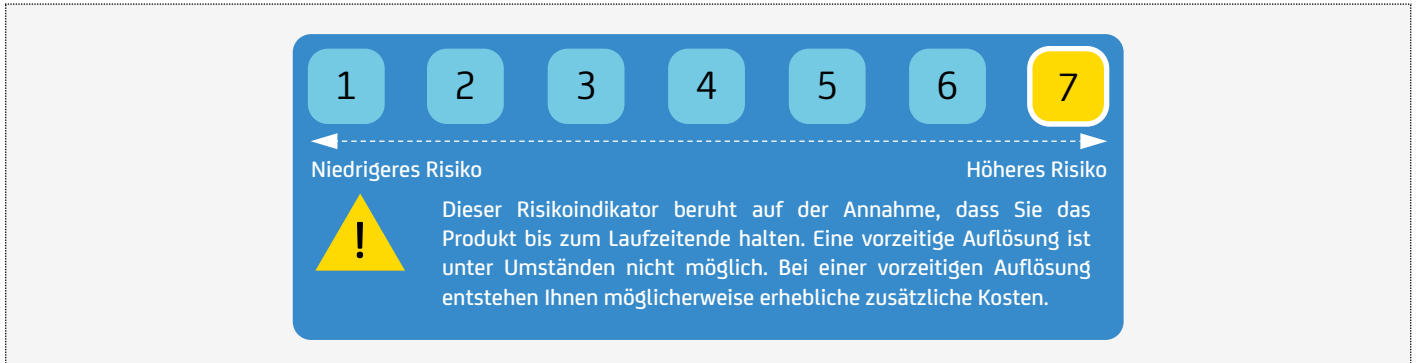 1 2 3 4 5 6 7
Niedrigeres Risiko Höheres Risiko
!
Dieser Risikoindikator beruht auf der Annahme, dass Sie das
Produkt bis zum Laufzeitende halten. Eine vorzeitige Auflösung ist
unter Umständen nicht möglich. Bei einer vorzeitigen Auflösung
entstehen Ihnen möglicherweise erhebliche zusätzliche Kosten.